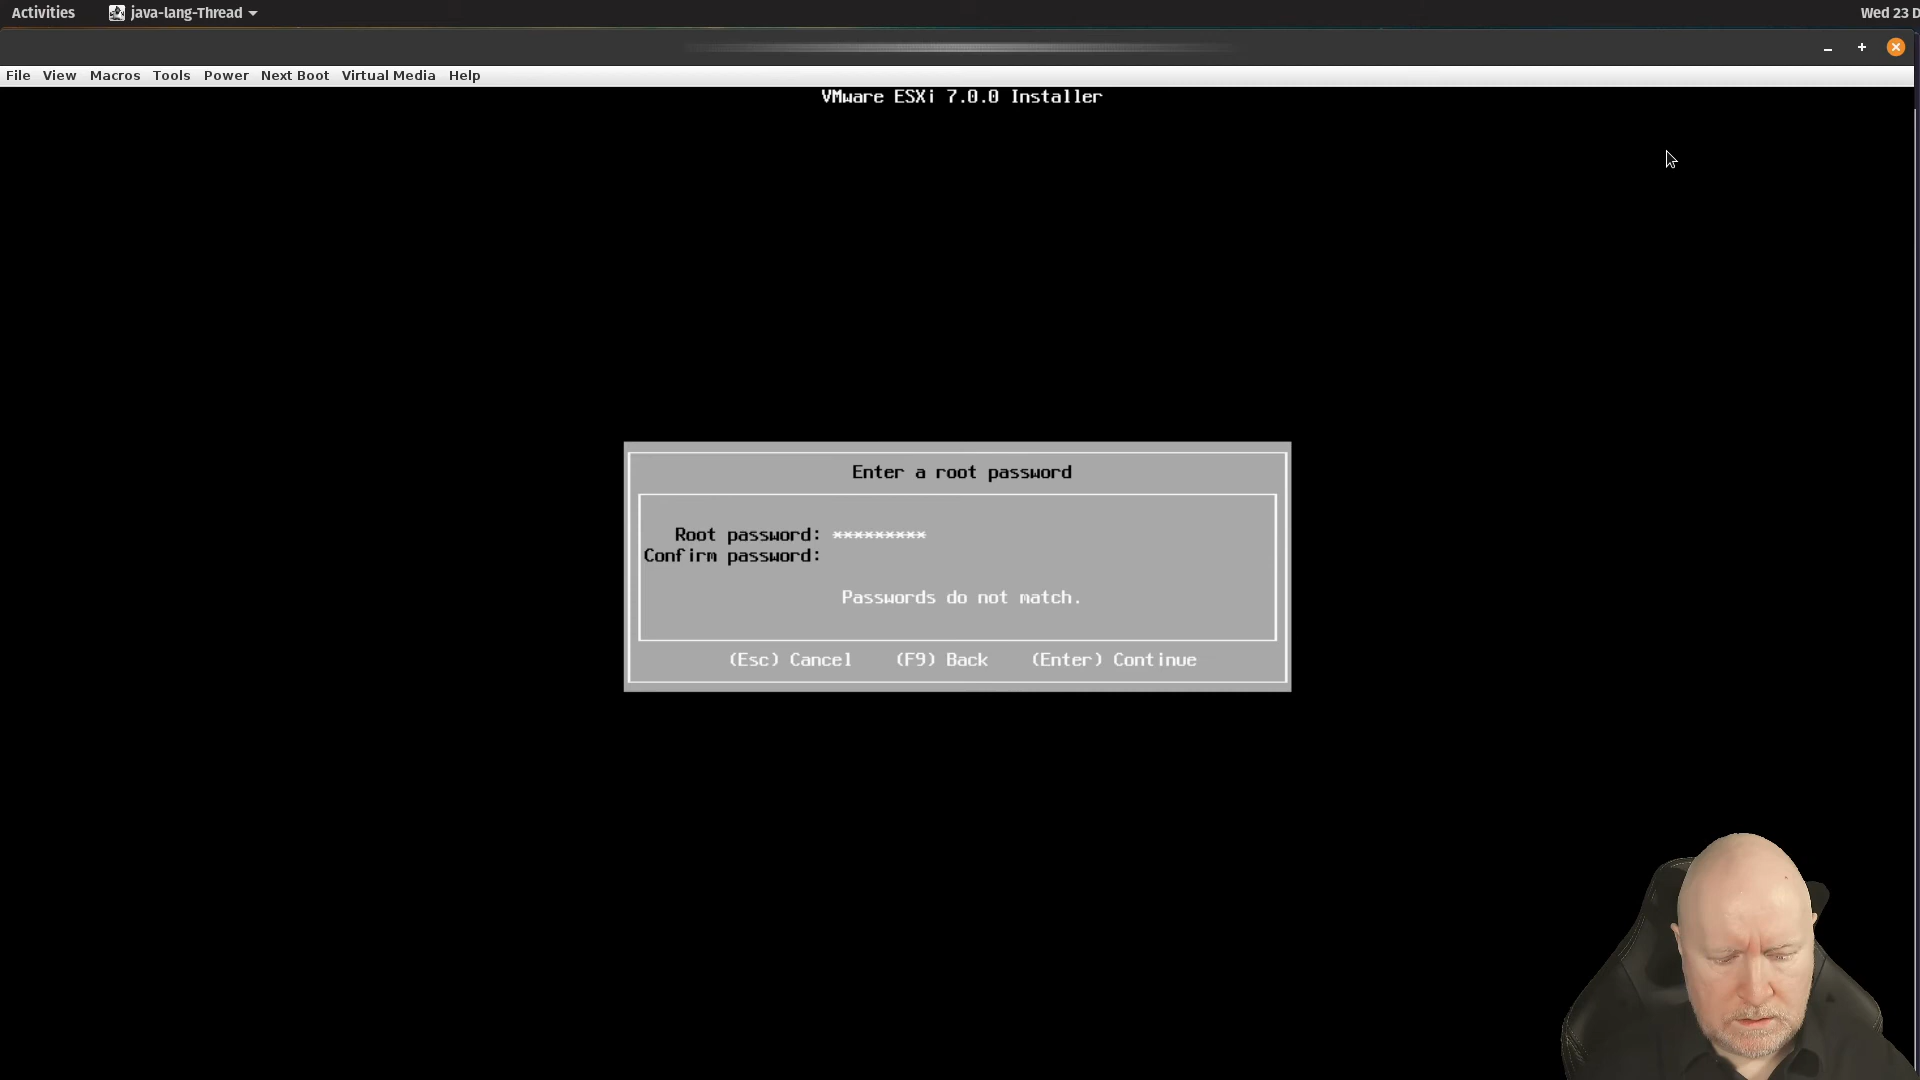 Activities java-lang-Thread Wed 23 D
File View Macros Tools Power Next Boot Virtual Media Help
VMware ESXi 7.0.0 Installer
Enter a root password
Root password: *********
Confirm password:
Passwords do not match.
(Esc) Cancel (F9) Back (Enter) Continue